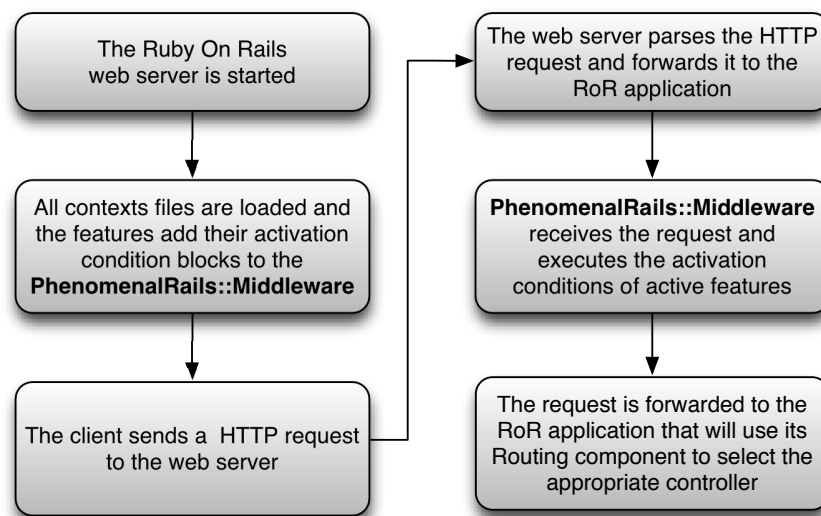 The Ruby On Rails
web server is started
All contexts files are loaded and
the features add their activation
condition blocks to the
PhenomenalRails::Middleware
The client sends a HTTP request
to the web server
The web server parses the HTTP
request and forwards it to the
RoR application
PhenomenalRails::Middleware
receives the request and
executes the activation
conditions of active features
The request is forwarded to the
RoR application that will use its
Routing component to select the
appropriate controller